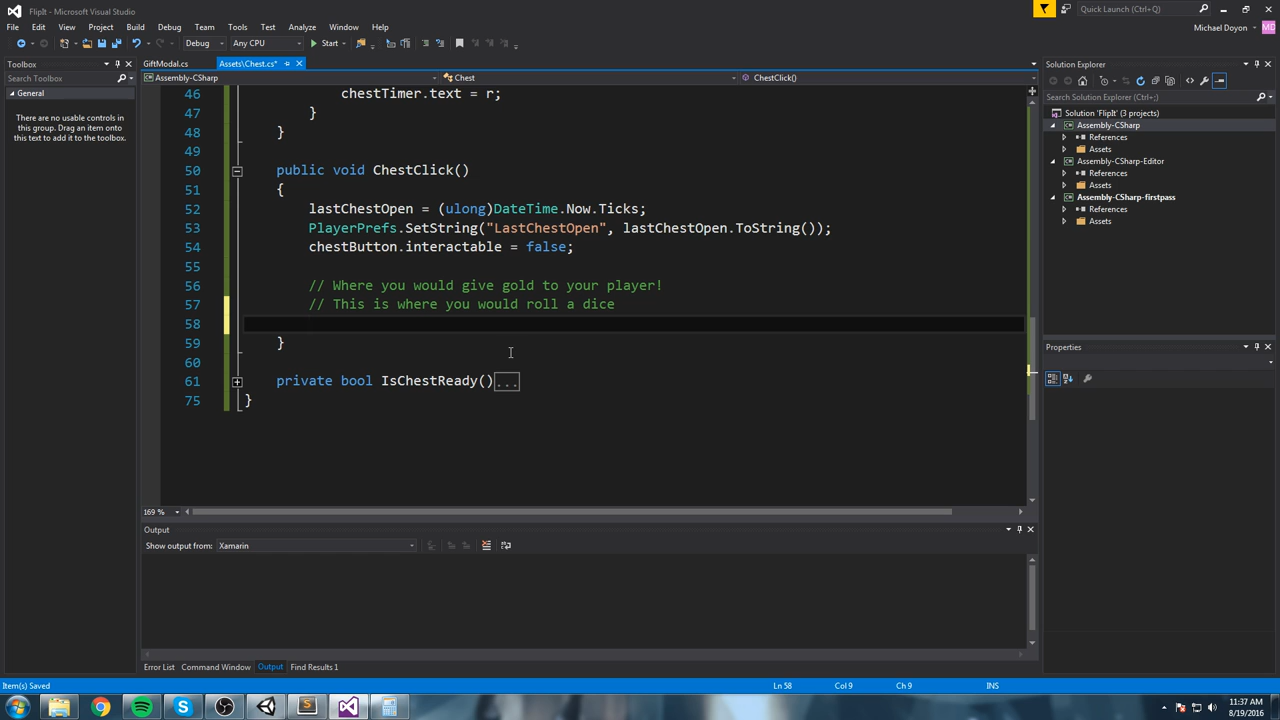 FlipIt - Microsoft Visual Studio
Quick Launch (Ctrl+;)
File Edit View Project Build Debug Team Tools Test Analyze Window Help
Michael Doyon MD
Debug Any CPU Start
Toolbox
Search Toolbox
General
There are no usable controls in
this group. Drag an item onto
this text to add it to the toolbox.
GiftModal.cs Assets\Chest.cs*
Assembly-CSharp Chest ChestClick()
46 chestTimer.text = r;
47 }
48 }
49
50 public void ChestClick()
51 {
52 lastChestOpen = (ulong)DateTime.Now.Ticks;
53 PlayerPrefs.SetString("LastChestOpen", lastChestOpen.ToString());
54 chestButton.interactable = false;
55
56 // Where you would give gold to your player!
57 // This is where you would roll a dice
58
59 }
60
61 private bool IsChestReady()...
75 }
169 %
Output
Show output from: Xamarin
Error List Command Window Output Find Results 1
Solution Explorer
Search Solution Explorer (Ctrl+;)
Solution 'FlipIt' (3 projects)
Assembly-CSharp
References
Assets
Assembly-CSharp-Editor
References
Assets
Assembly-CSharp-firstpass
References
Assets
Properties
Item(s) Saved Ln 58 Col 9 Ch 9 INS
11:37 AM
8/19/2016